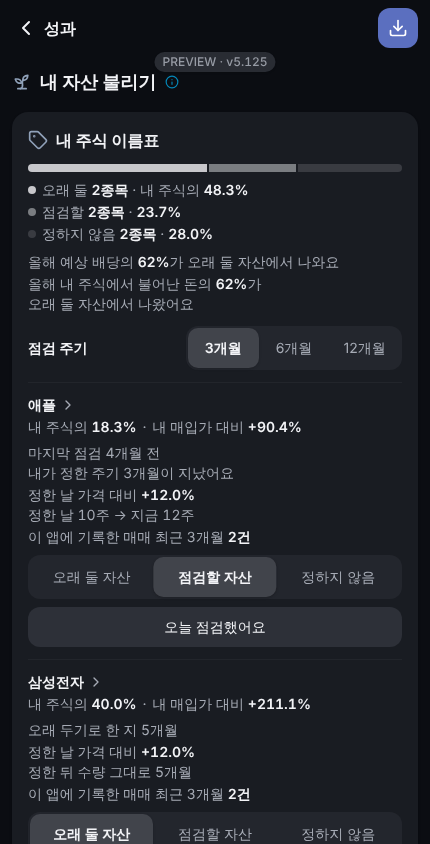 성과
PREVIEW · v5.125
내 자산 불리기
내 주식 이름표
오래 둘 2종목 · 내 주식의 48.3%
점검할 2종목 · 23.7%
정하지 않음 2종목 · 28.0%
올해 예상 배당의 62%가 오래 둘 자산에서 나와요
올해 내 주식에서 불어난 돈의 62%가
오래 둘 자산에서 나왔어요
점검 주기 3개월 6개월 12개월
애플
내 주식의 18.3% · 내 매입가 대비 +90.4%
마지막 점검 4개월 전
내가 정한 주기 3개월이 지났어요
정한 날 가격 대비 +12.0%
정한 날 10주 → 지금 12주
이 앱에 기록한 매매 최근 3개월 2건
오래 둘 자산 점검할 자산 정하지 않음
오늘 점검했어요
삼성전자
내 주식의 40.0% · 내 매입가 대비 +211.1%
오래 두기로 한 지 5개월
정한 날 가격 대비 +12.0%
정한 뒤 수량 그대로 5개월
이 앱에 기록한 매매 최근 3개월 2건
오래 둘 자산 점검할 자산 정하지 않음